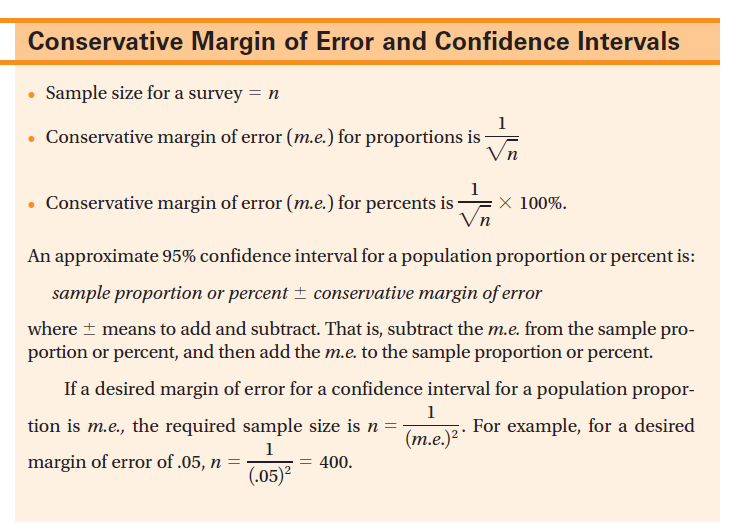 Conservative Margin of Error and Confidence Intervals
• Sample size for a survey = n
• Conservative margin of error (m.e.) for proportions is 1/√n
• Conservative margin of error (m.e.) for percents is 1/√n × 100%.
An approximate 95% confidence interval for a population proportion or percent is:
sample proportion or percent ± conservative margin of error
where ± means to add and subtract. That is, subtract the m.e. from the sample pro-
portion or percent, and then add the m.e. to the sample proportion or percent.
If a desired margin of error for a confidence interval for a population propor-
tion is m.e., the required sample size is n = 1/(m.e.)². For example, for a desired
margin of error of .05, n = 1/(.05)² = 400.